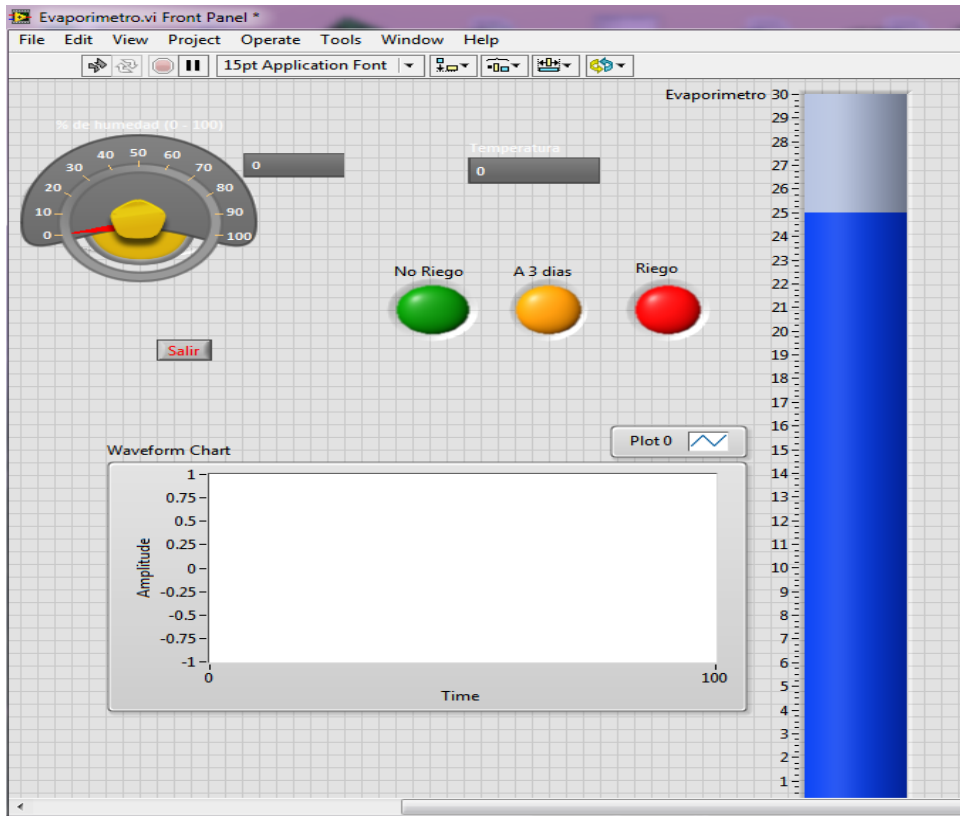 Evaporimetro.vi Front Panel *
File Edit View Project Operate Tools Window Help
15pt Application Font
% de humedad (0 - 100)
0 10 20 30 40 50 60 70 80 90 100
0
Temperatura
0
Evaporimetro
30
29
28
27
26
25
24
23
22
21
20
19
18
17
16
15
14
13
12
11
10
9
8
7
6
5
4
3
2
1
No Riego
A 3 dias
Riego
Salir
Plot 0
Waveform Chart
Amplitude
1
0.75
0.5
0.25
0
-0.25
-0.5
-0.75
-1
0 100
Time